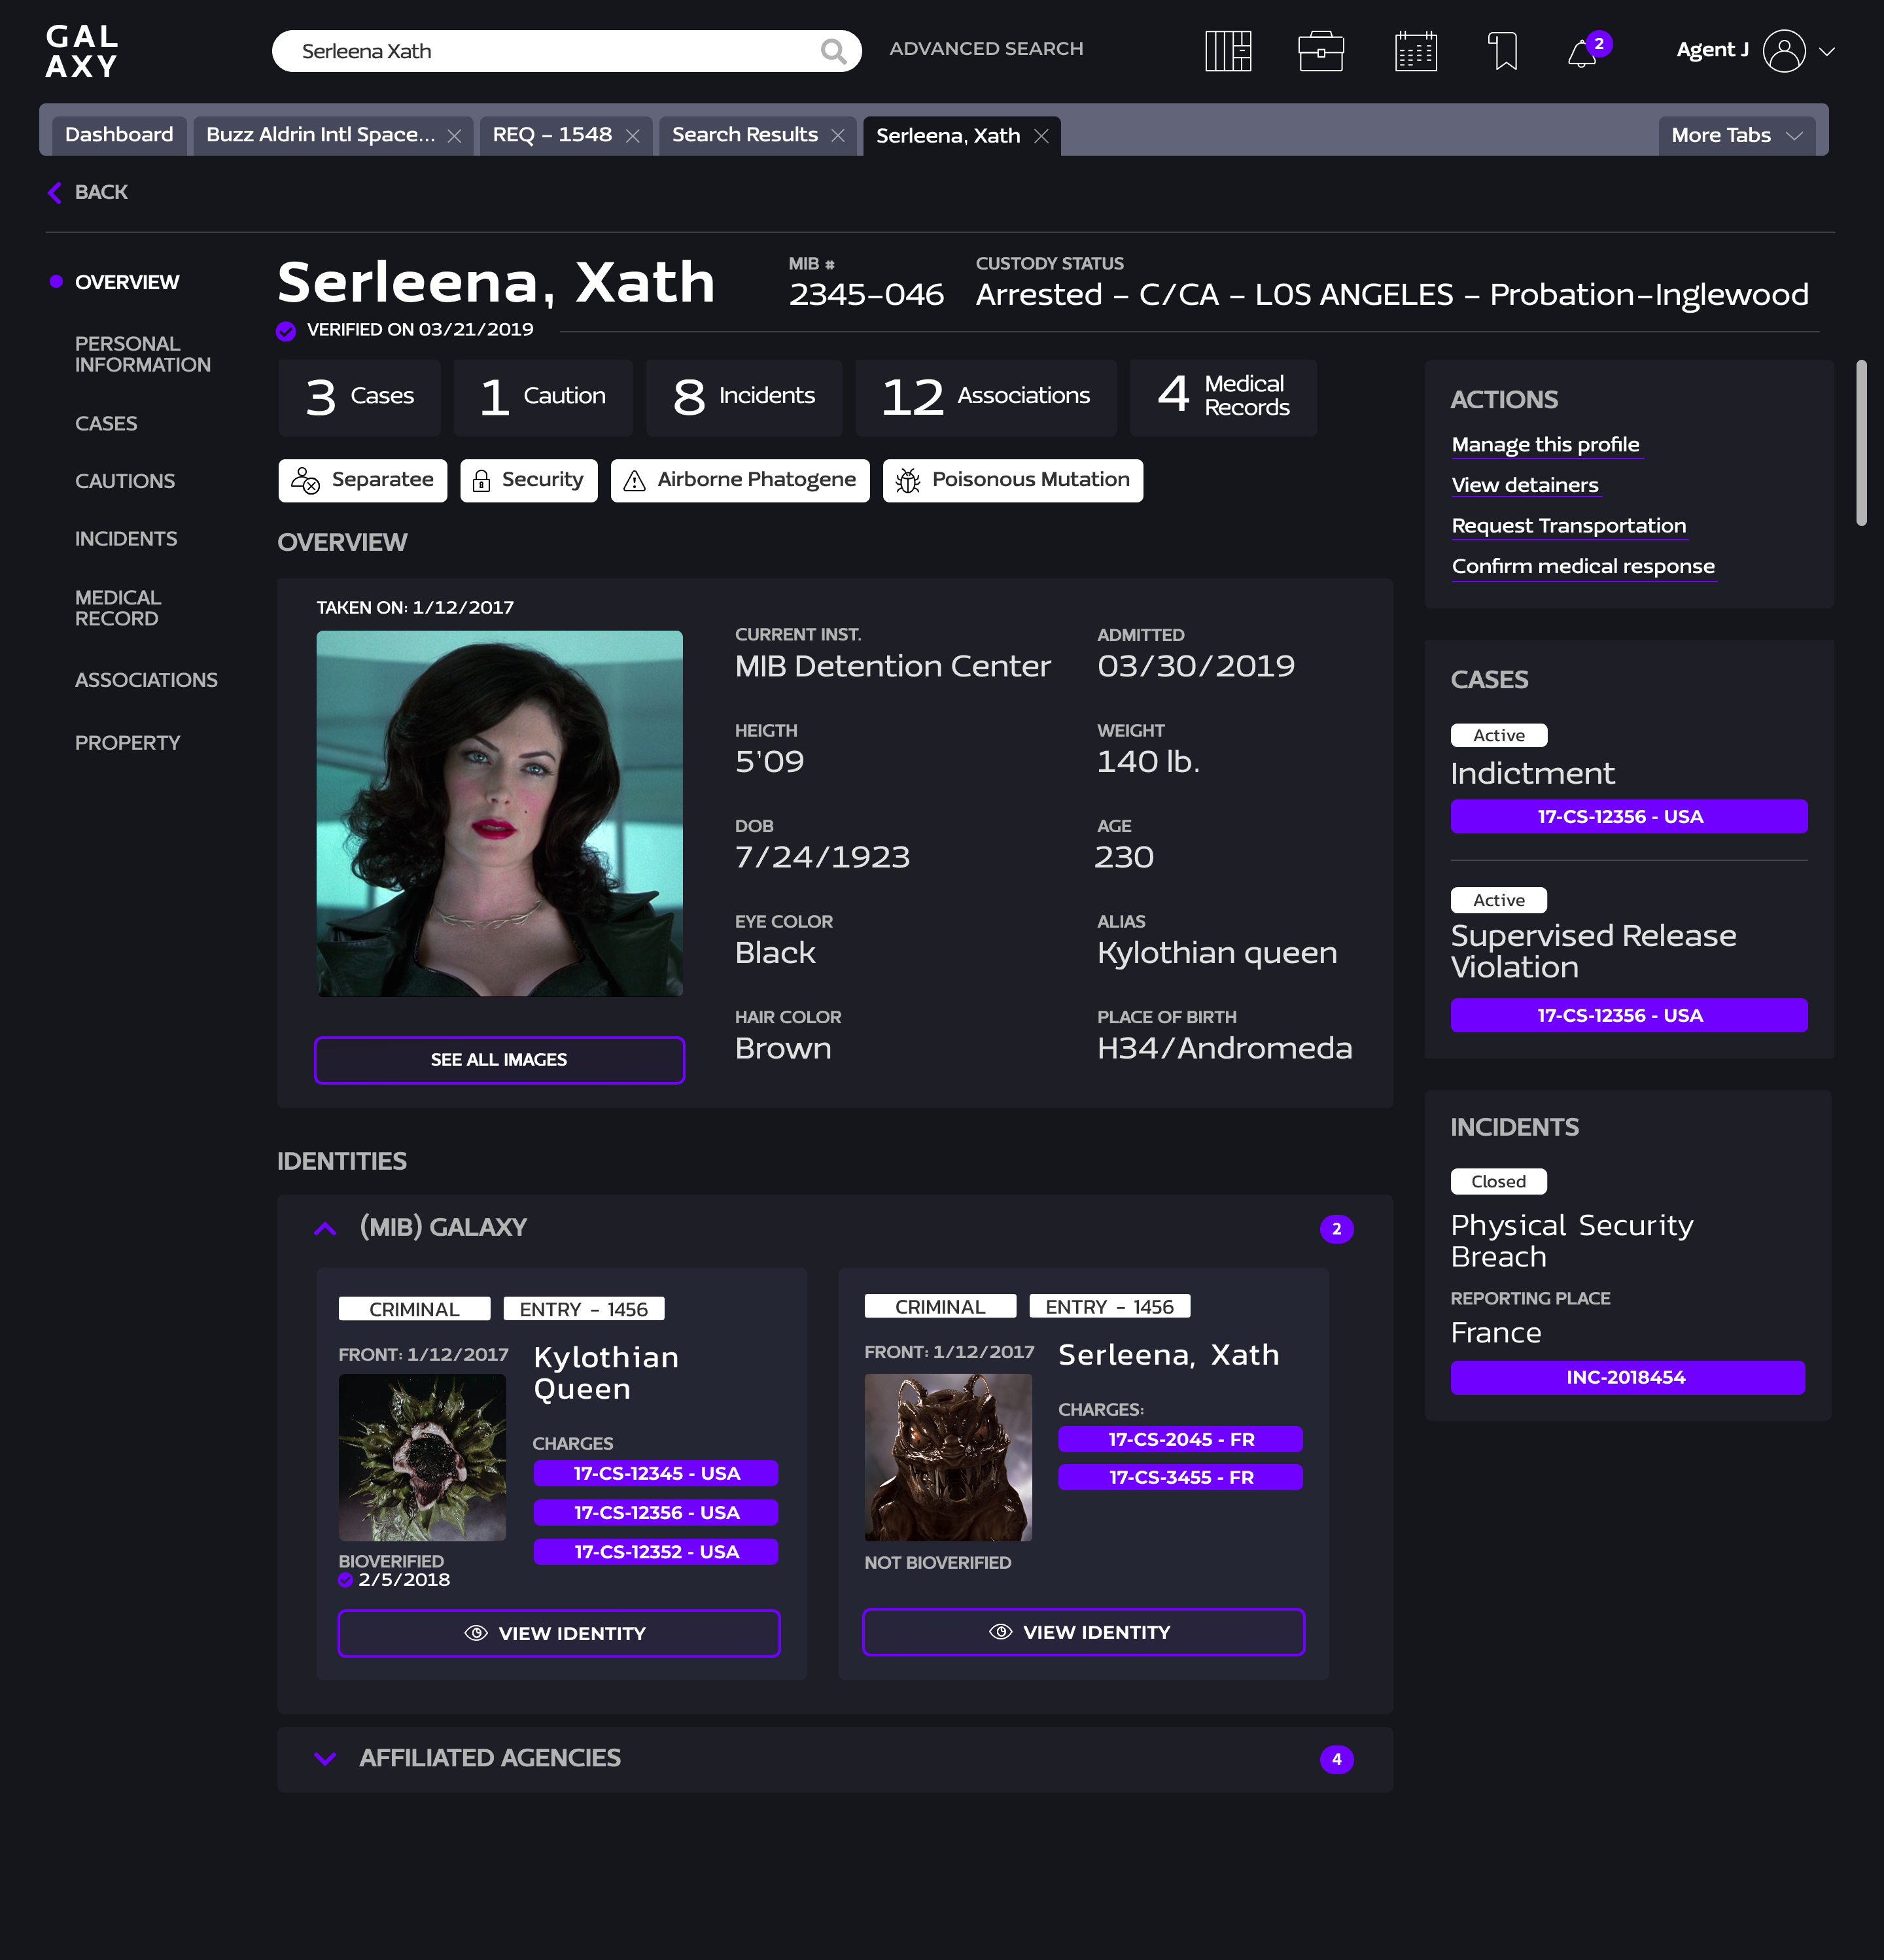 GAL
AXY
Serleena Xath
ADVANCED SEARCH
2
Agent J
Dashboard
Buzz Aldrin Intl Space...
REQ – 1548
Search Results
Serleena, Xath
More Tabs
BACK
OVERVIEW
PERSONAL
INFORMATION
CASES
CAUTIONS
INCIDENTS
MEDICAL
RECORD
ASSOCIATIONS
PROPERTY
Serleena, Xath
VERIFIED ON 03/21/2019
MIB #
2345-046
CUSTODY STATUS
Arrested – C/CA – LOS ANGELES – Probation–Inglewood
3 Cases
1 Caution
8 Incidents
12 Associations
4 Medical
Records
Separatee
Security
Airborne Phatogene
Poisonous Mutation
OVERVIEW
TAKEN ON: 1/12/2017
SEE ALL IMAGES
CURRENT INST.
MIB Detention Center
ADMITTED
03/30/2019
HEIGTH
5'09
WEIGHT
140 lb.
DOB
7/24/1923
AGE
230
EYE COLOR
Black
ALIAS
Kylothian queen
HAIR COLOR
Brown
PLACE OF BIRTH
H34/Andromeda
IDENTITIES
(MIB) GALAXY
2
CRIMINAL
ENTRY - 1456
FRONT: 1/12/2017
Kylothian
Queen
CHARGES
17-CS-12345 - USA
17-CS-12356 - USA
17-CS-12352 - USA
BIOVERIFIED
2/5/2018
VIEW IDENTITY
CRIMINAL
ENTRY - 1456
FRONT: 1/12/2017
Serleena, Xath
CHARGES:
17-CS-2045 - FR
17-CS-3455 - FR
NOT BIOVERIFIED
VIEW IDENTITY
AFFILIATED AGENCIES
4
ACTIONS
Manage this profile
View detainers
Request Transportation
Confirm medical response
CASES
Active
Indictment
17-CS-12356 - USA
Active
Supervised Release
Violation
17-CS-12356 - USA
INCIDENTS
Closed
Physical Security
Breach
REPORTING PLACE
France
INC-2018454